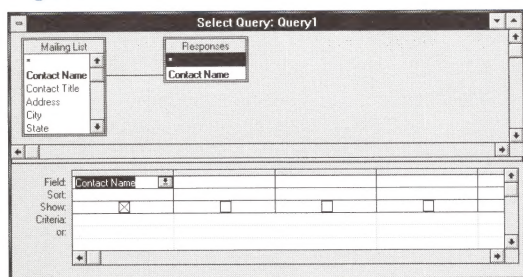 Select Query: Query1
Mailing List
*
Contact Name
Contact Title
Address
City
State
Responses
*
Contact Name
Field: Contact Name
Sort:
Show:
Criteria:
or: